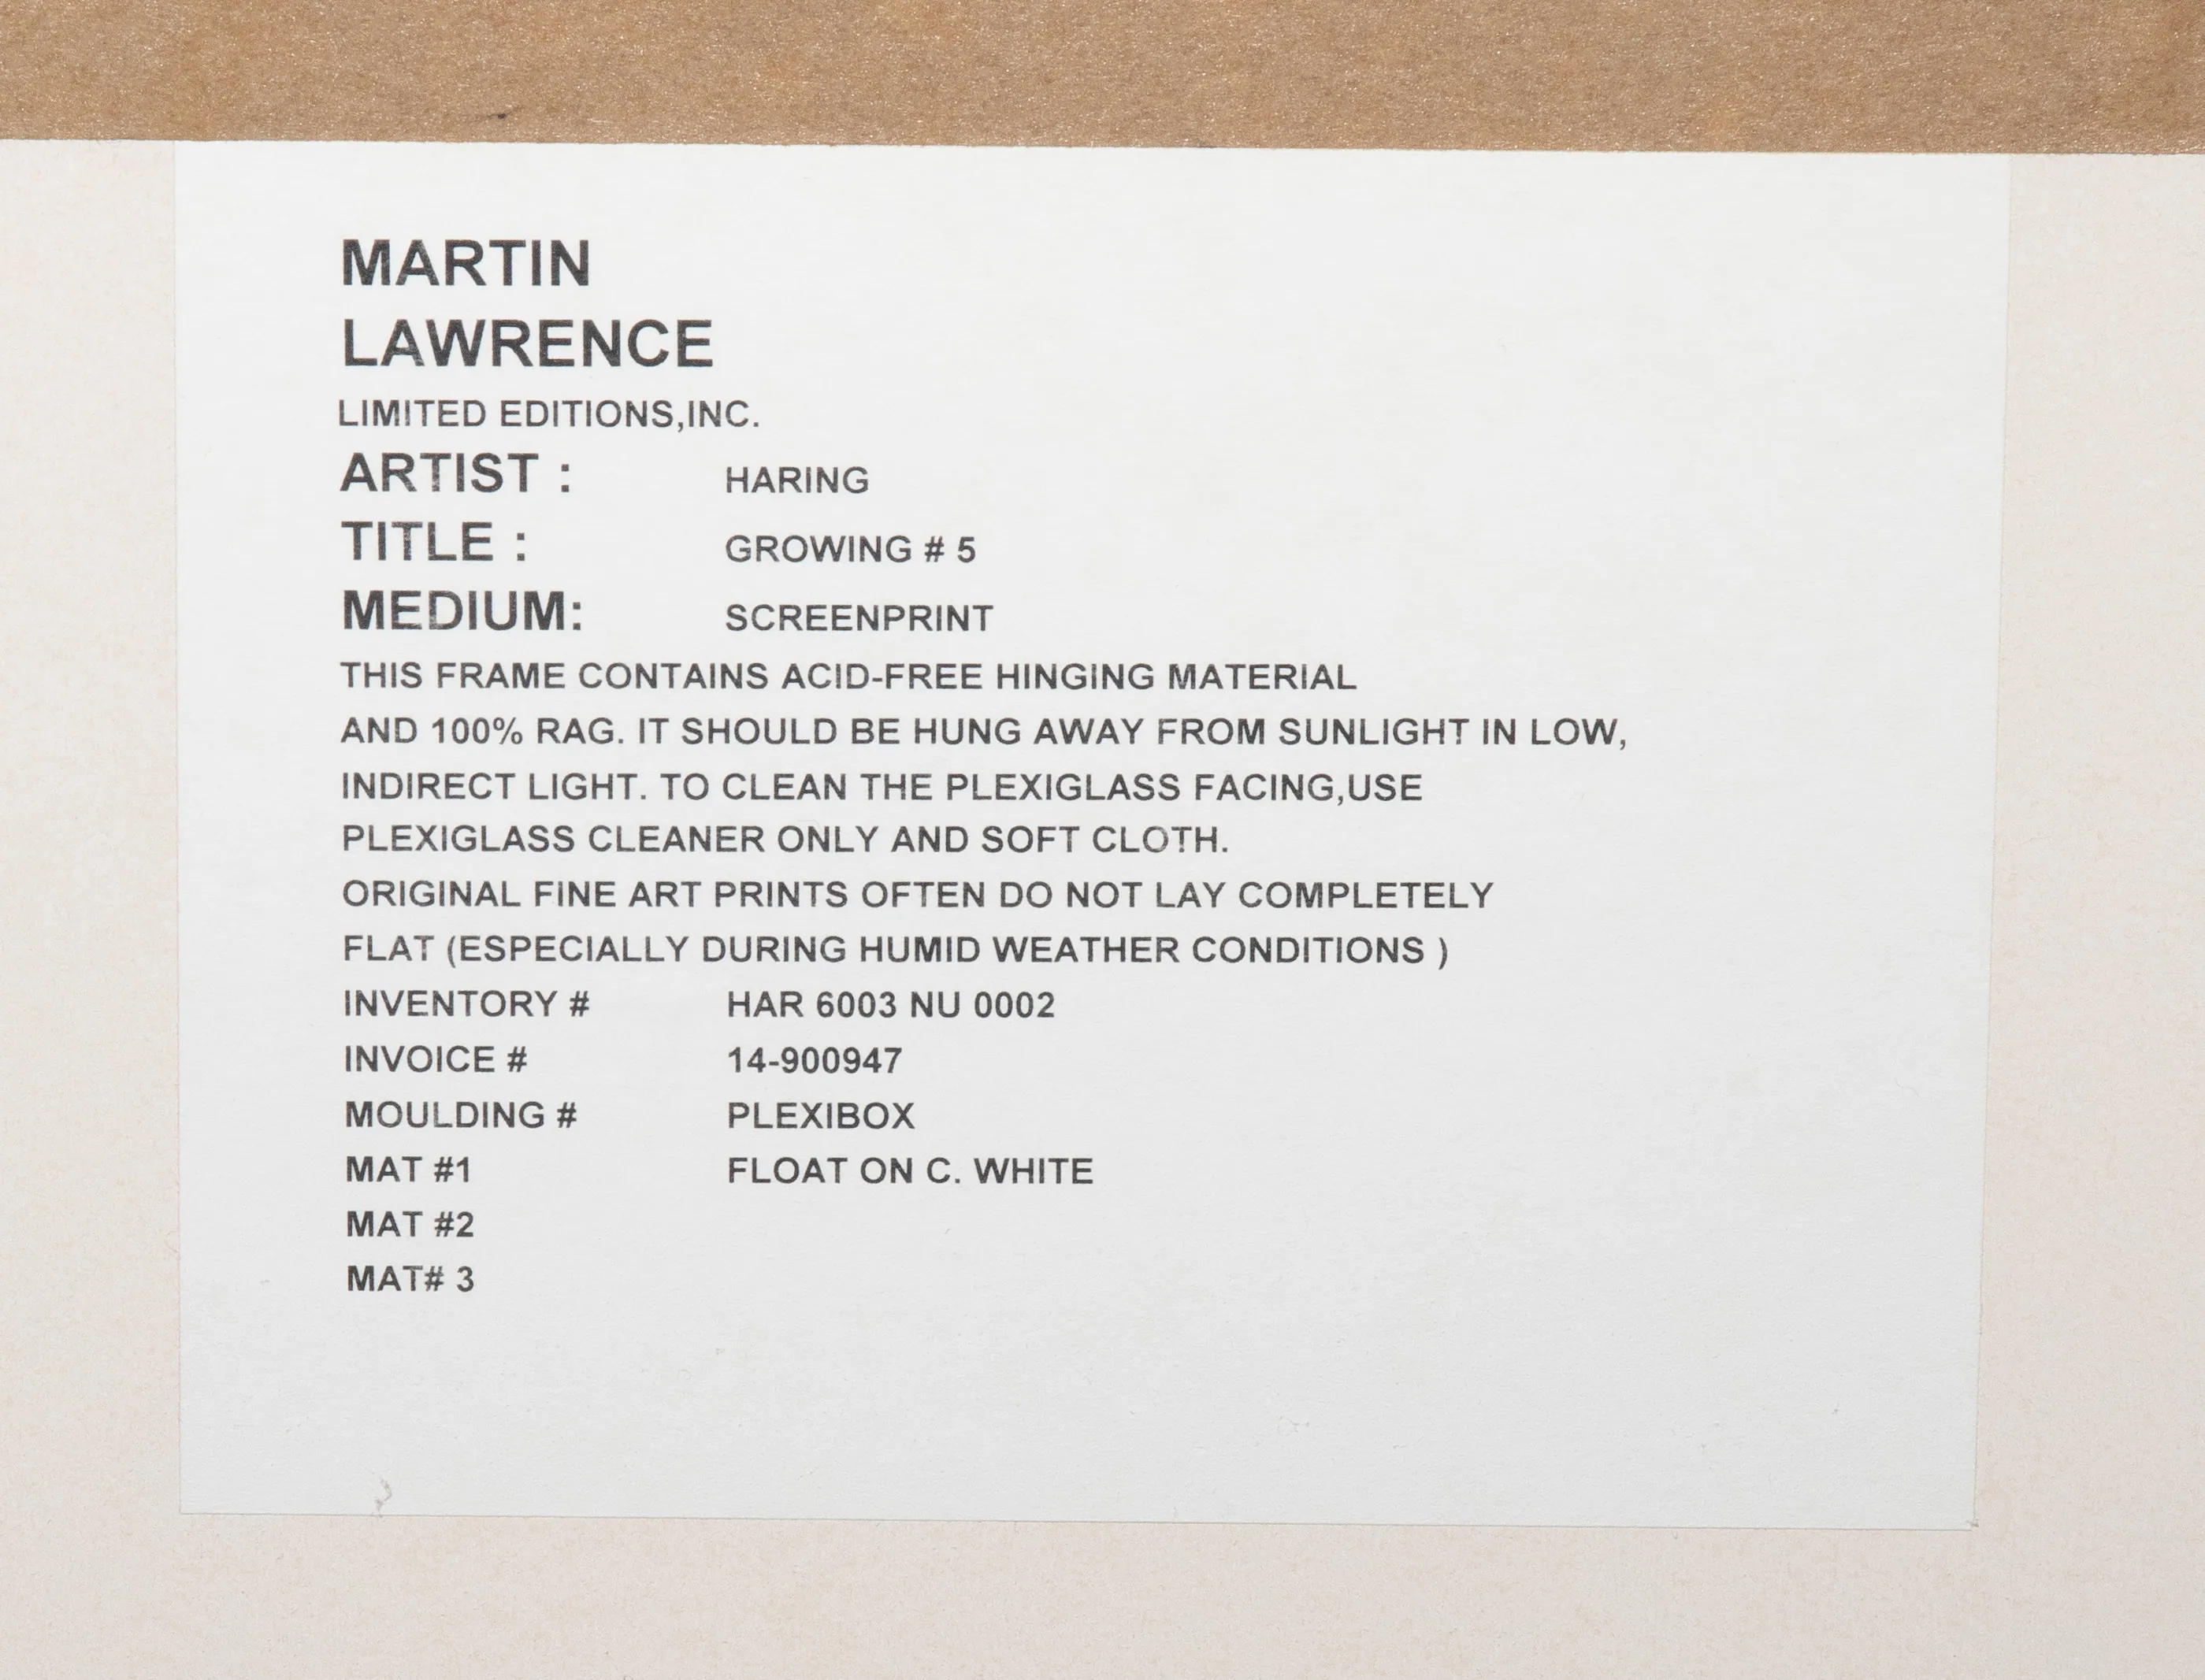 MARTIN
LAWRENCE
LIMITED EDITIONS,INC.
ARTIST : HARING
TITLE : GROWING # 5
MEDIUM: SCREENPRINT
THIS FRAME CONTAINS ACID-FREE HINGING MATERIAL
AND 100% RAG. IT SHOULD BE HUNG AWAY FROM SUNLIGHT IN LOW,
INDIRECT LIGHT. TO CLEAN THE PLEXIGLASS FACING,USE
PLEXIGLASS CLEANER ONLY AND SOFT CLOTH.
ORIGINAL FINE ART PRINTS OFTEN DO NOT LAY COMPLETELY
FLAT (ESPECIALLY DURING HUMID WEATHER CONDITIONS )
INVENTORY # HAR 6003 NU 0002
INVOICE # 14-900947
MOULDING # PLEXIBOX
MAT #1 FLOAT ON C. WHITE
MAT #2
MAT# 3